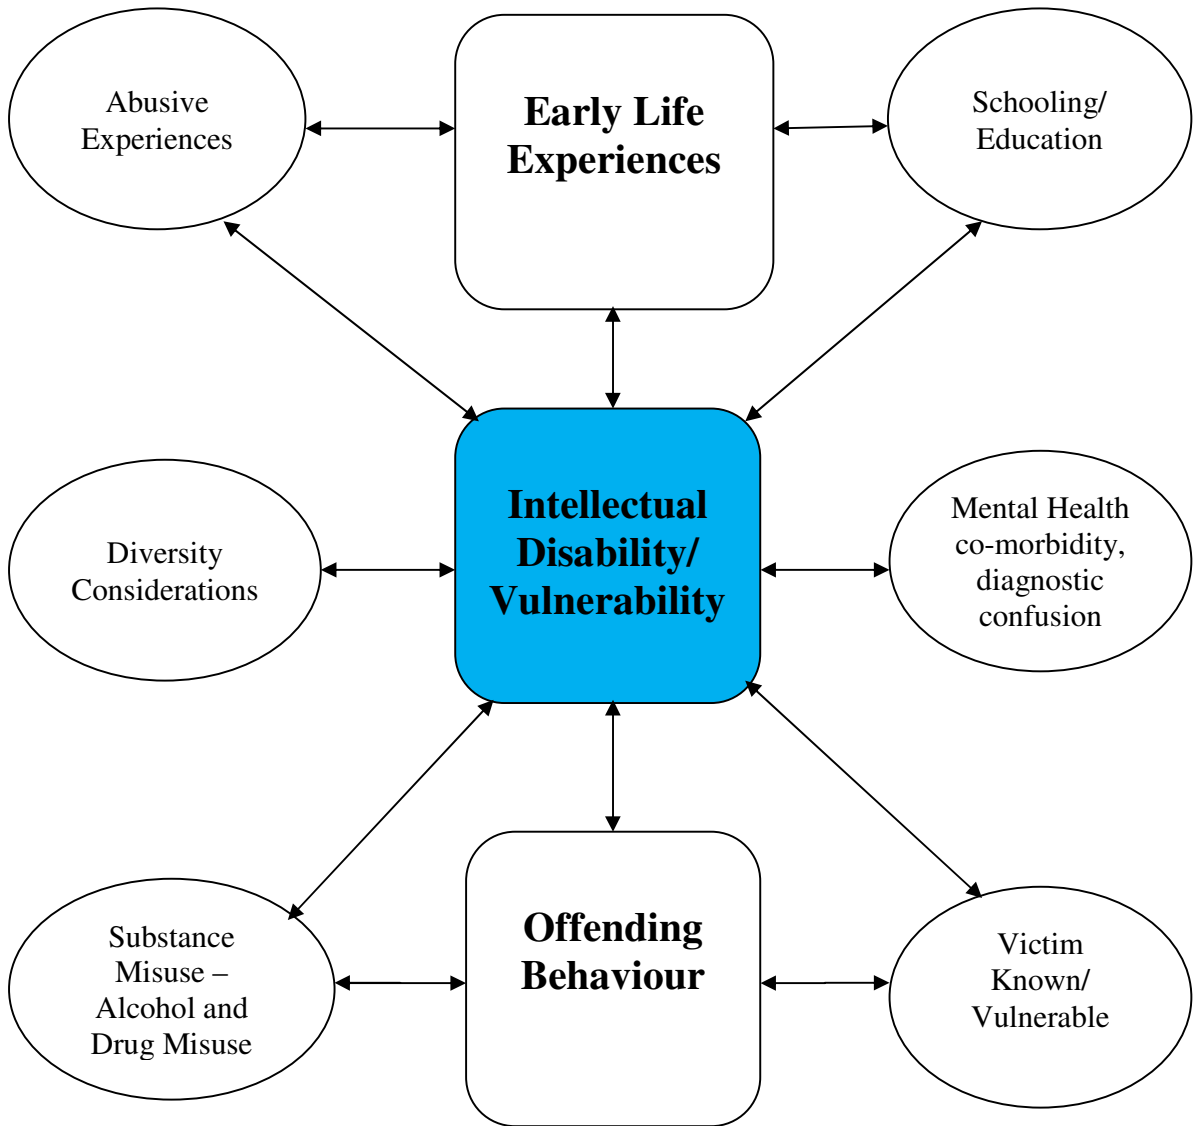 Abusive
Experiences
Early Life
Experiences
Schooling/
Education
Diversity
Considerations
Intellectual
Disability/
Vulnerability
Mental Health
co-morbidity,
diagnostic
confusion
Substance
Misuse –
Alcohol and
Drug Misuse
Offending
Behaviour
Victim
Known/
Vulnerable